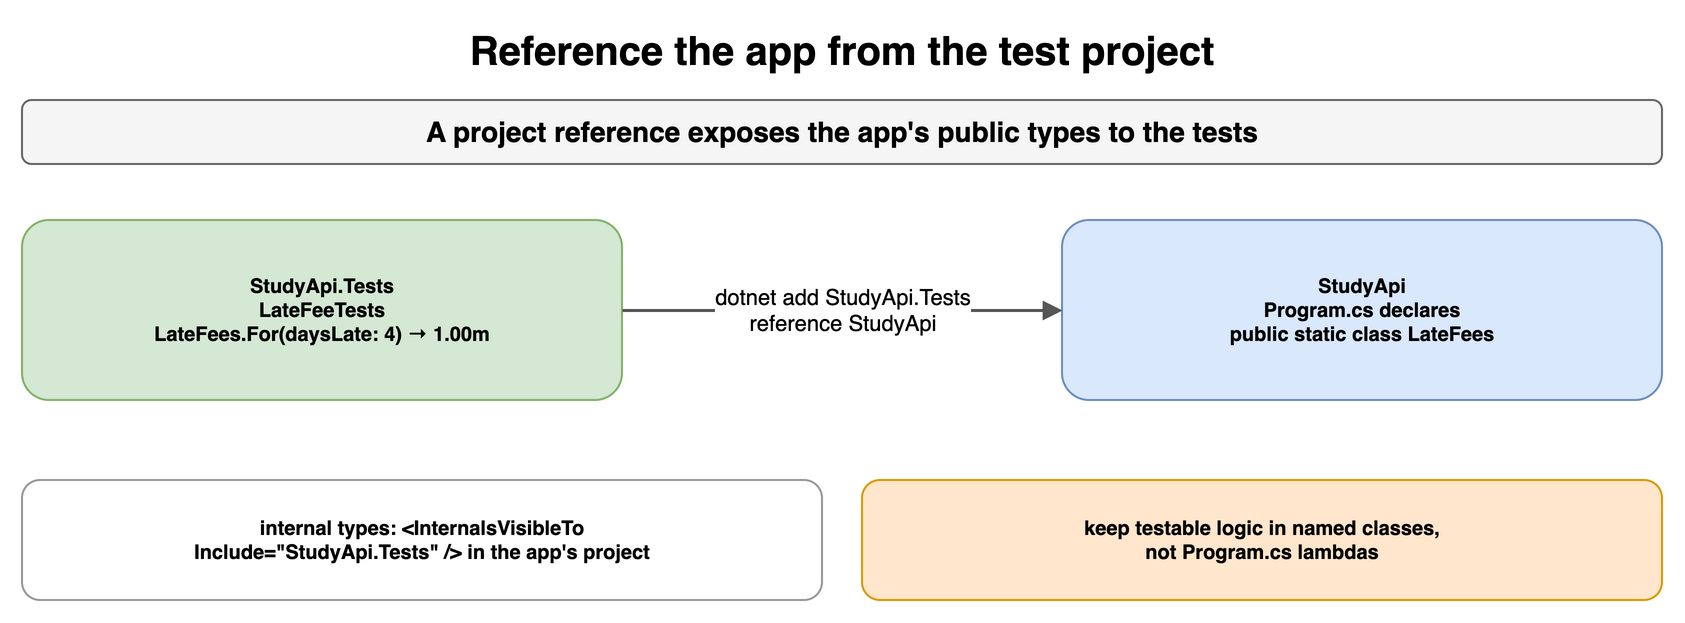 Reference the app from the test project
A project reference exposes the app's public types to the tests
StudyApi.Tests
LateFeeTests
LateFees.For(daysLate: 4) → 1.00m
dotnet add StudyApi.Tests
reference StudyApi
StudyApi
Program.cs declares
public static class LateFees
internal types: <InternalsVisibleTo
Include="StudyApi.Tests" /> in the app's project
keep testable logic in named classes,
not Program.cs lambdas